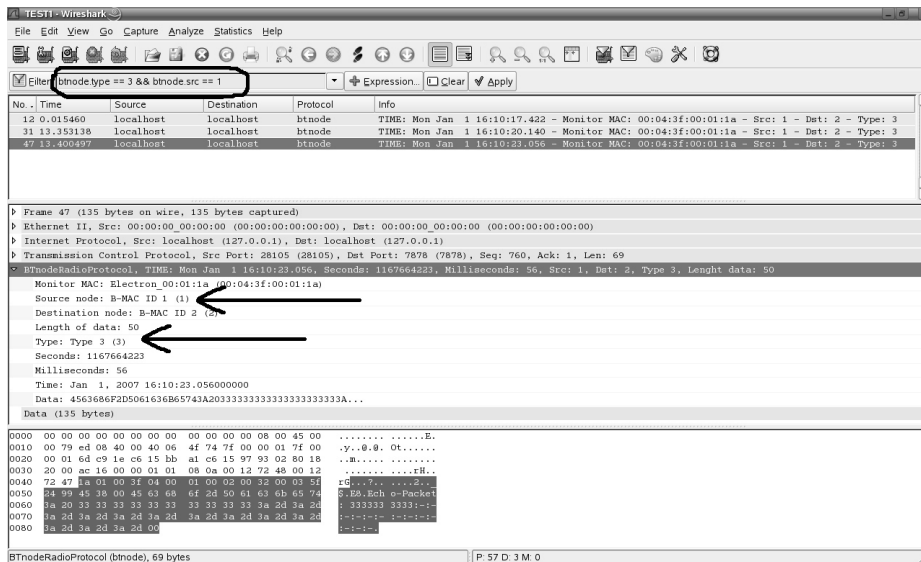 TEST1 - Wireshark
File Edit View Go Capture Analyze Statistics Help
Filter: btnode.type == 3 && btnode.src == 1 Expression... Clear Apply
No. . Time Source Destination Protocol Info
12 0.015460 localhost localhost btnode TIME: Mon Jan 1 16:10:17.422 - Monitor MAC: 00:04:3f:00:01:1a - Src: 1 - Dst: 2 - Type: 3
31 13.353138 localhost localhost btnode TIME: Mon Jan 1 16:10:20.140 - Monitor MAC: 00:04:3f:00:01:1a - Src: 1 - Dst: 2 - Type: 3
47 13.400497 localhost localhost btnode TIME: Mon Jan 1 16:10:23.056 - Monitor MAC: 00:04:3f:00:01:1a - Src: 1 - Dst: 2 - Type: 3
Frame 47 (135 bytes on wire, 135 bytes captured)
Ethernet II, Src: 00:00:00_00:00:00 (00:00:00:00:00:00), Dst: 00:00:00_00:00:00 (00:00:00:00:00:00)
Internet Protocol, Src: localhost (127.0.0.1), Dst: localhost (127.0.0.1)
Transmission Control Protocol, Src Port: 28105 (28105), Dst Port: 7878 (7878), Seq: 760, Ack: 1, Len: 69
BTnodeRadioProtocol, TIME: Mon Jan 1 16:10:23.056, Seconds: 1167664223, Milliseconds: 56, Src: 1, Dst: 2, Type 3, Lenght data: 50
Monitor MAC: Electron_00:01:1a (00:04:3f:00:01:1a)
Source node: B-MAC ID 1 (1)
Destination node: B-MAC ID 2 (2)
Length of data: 50
Type: Type 3 (3)
Seconds: 1167664223
Milliseconds: 56
Time: Jan 1, 2007 16:10:23.056000000
Data: 4563686F2D5061636B65743A20333333333333333333333A...
Data (135 bytes)
0000 00 00 00 00 00 00 00 00 00 00 00 00 08 00 45 00 ........ ......E.
0010 00 79 ed 08 40 00 40 06 4f 74 7f 00 00 01 7f 00 .y..@.@. Ot......
0020 00 01 6d c9 1e c6 15 bb a1 c6 15 97 93 02 80 18 ..m..... ........
0030 20 00 ac 16 00 00 01 01 08 0a 00 12 72 48 00 12 ....... ....rH..
0040 72 47 1a 01 00 3f 04 00 01 00 02 00 32 00 03 5f rG...?.. ....2.._
0050 24 99 45 38 00 45 63 68 6f 2d 50 61 63 6b 65 74 $.E8.Ech o-Packet
0060 3a 20 33 33 33 33 33 33 33 33 33 33 3a 2d 3a 2d : 333333 3333:-:-
0070 3a 2d 3a 2d 3a 2d 3a 2d 3a 2d 3a 2d 3a 2d 3a 2d :-:-:-:- :-:-:-:-
0080 3a 2d 3a 2d 3a 2d 00 :-:-:-.
BTnodeRadioProtocol (btnode), 69 bytes P: 57 D: 3 M: 0